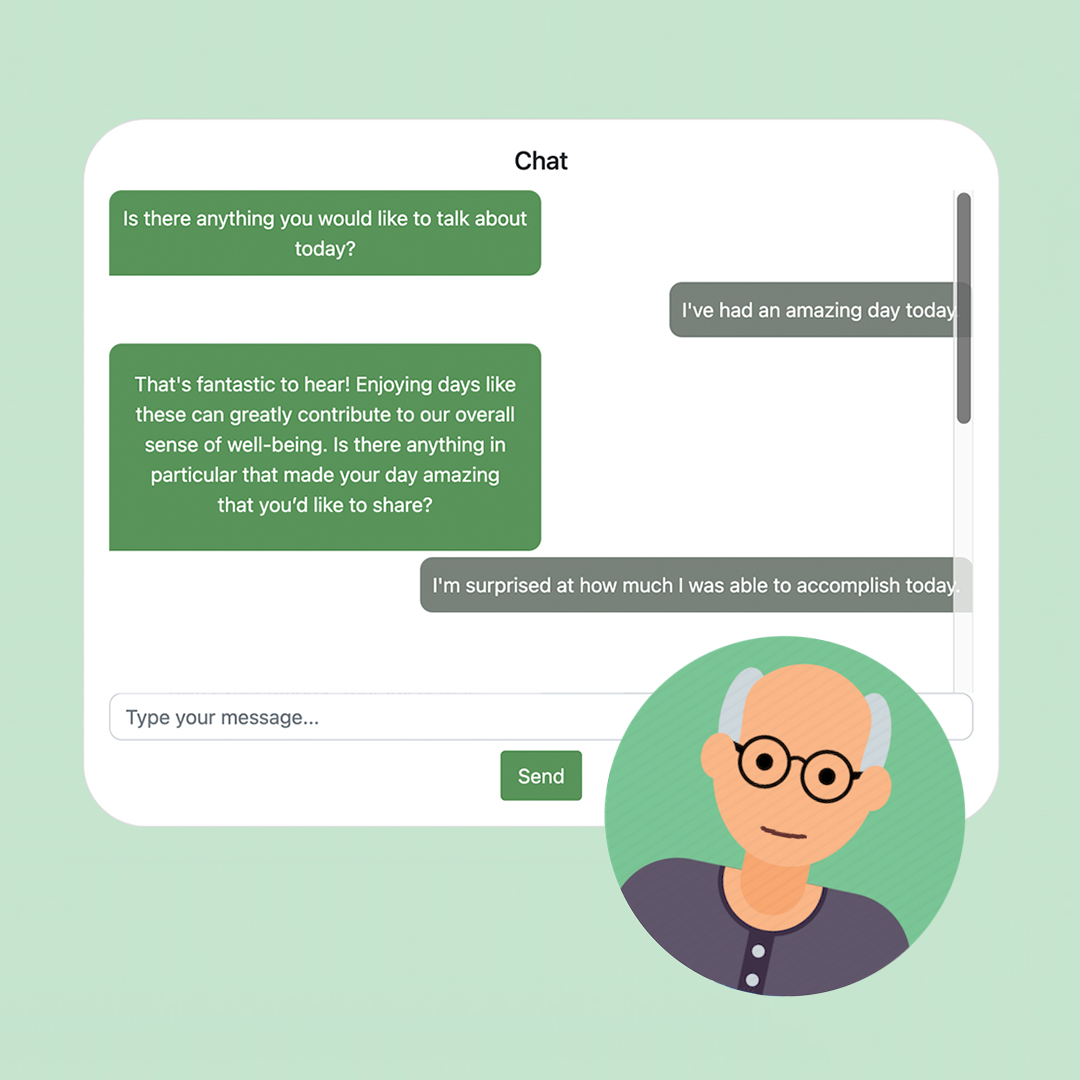 Chat
Is there anything you would like to talk about
today?
I've had an amazing day today.
That's fantastic to hear! Enjoying days like
these can greatly contribute to our overall
sense of well-being. Is there anything in
particular that made your day amazing
that you’d like to share?
I'm surprised at how much I was able to accomplish today.
Type your message...
Send